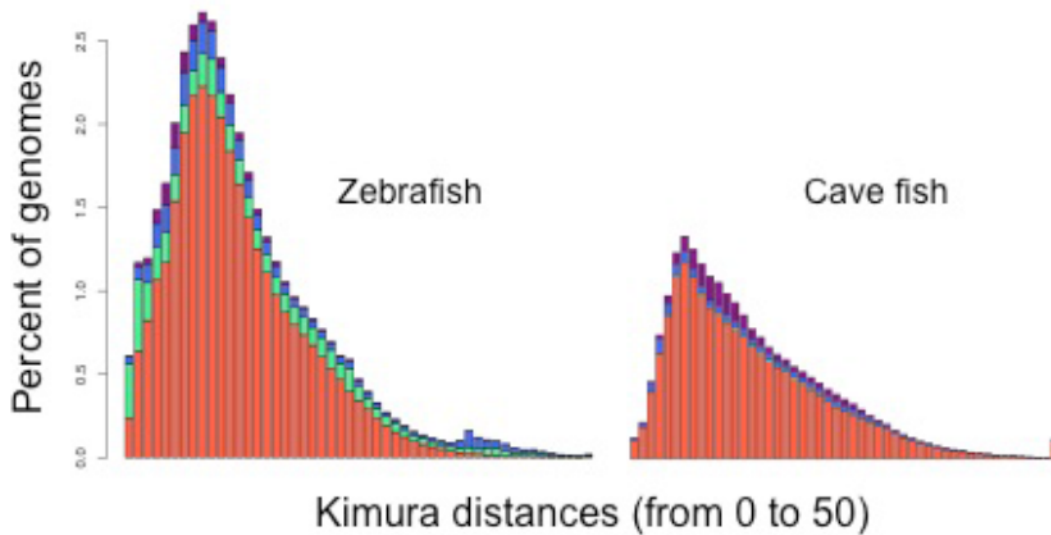 Percent of genomes
2.5
2.0
1.5
1.0
0.5
0.0
Zebrafish
Cave fish
Kimura distances (from 0 to 50)